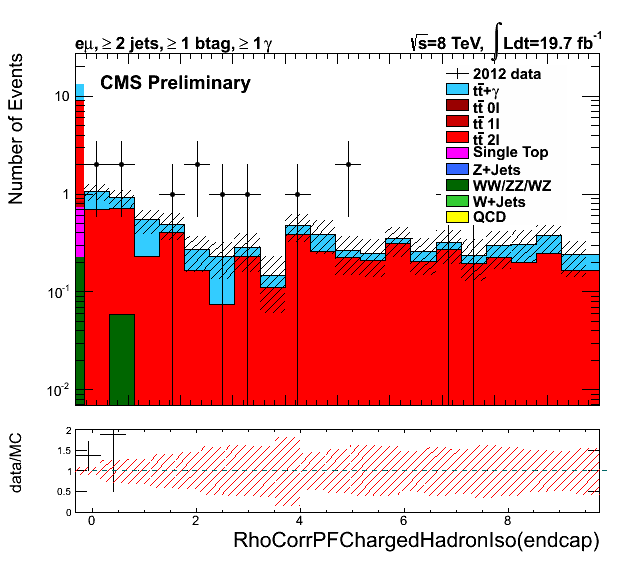 eμ, ≥ 2 jets, ≥ 1 btag, ≥ 1 γ
√s=8 TeV, ∫ Ldt=19.7 fb⁻¹
CMS Preliminary
2012 data
tt̄+γ
tt̄ 0l
tt̄ 1l
tt̄ 2l
Single Top
Z+Jets
WW/ZZ/WZ
W+Jets
QCD
Number of Events
10
1
10⁻¹
10⁻²
data/MC
2
1.5
1
0.5
0
0 2 4 6 8
RhoCorrPFChargedHadronIso(endcap)